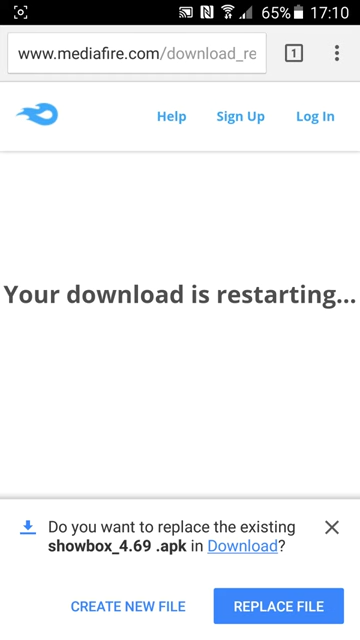 65% 17:10
www.mediafire.com/download_re
1
Help Sign Up Log In
Your download is restarting...
Do you want to replace the existing
showbox_4.69 .apk in Download?
CREATE NEW FILE REPLACE FILE